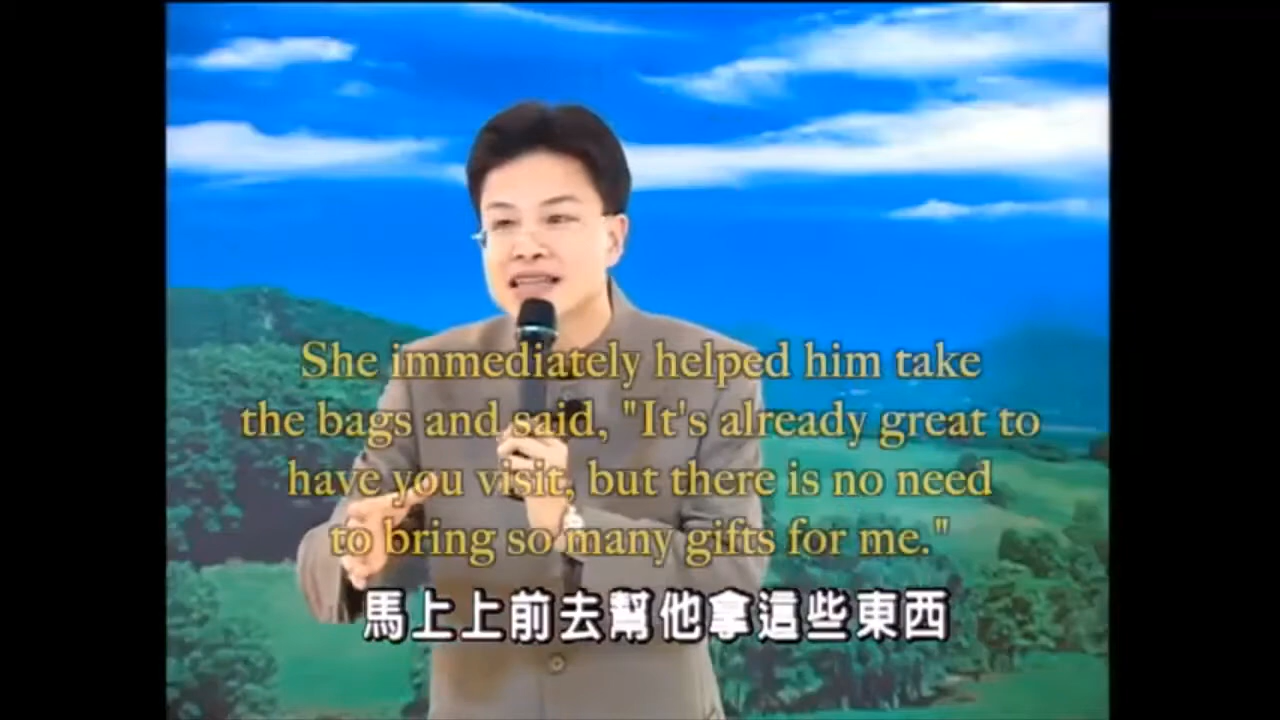 She immediately helped him take
the bags and said, "It's already great to
have you visit, but there is no need
to bring so many gifts for me."
馬上上前去幫他拿這些東西